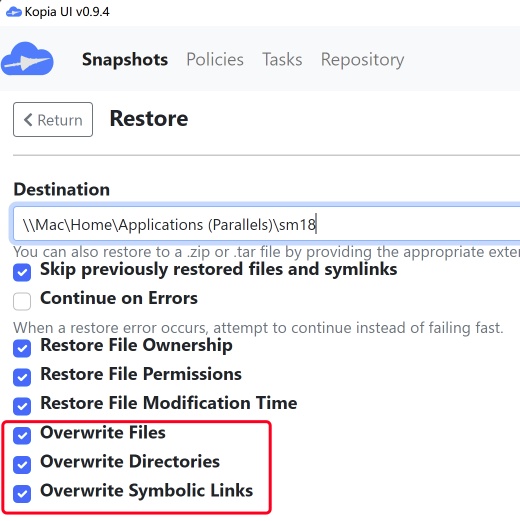 Kopia UI v0.9.4
Snapshots Policies Tasks Repository
Return Restore
Destination
\\Mac\Home\Applications (Parallels)\sm18
You can also restore to a .zip or .tar file by providing the appropriate exte
Skip previously restored files and symlinks
Continue on Errors
When a restore error occurs, attempt to continue instead of failing fast.
Restore File Ownership
Restore File Permissions
Restore File Modification Time
Overwrite Files
Overwrite Directories
Overwrite Symbolic Links